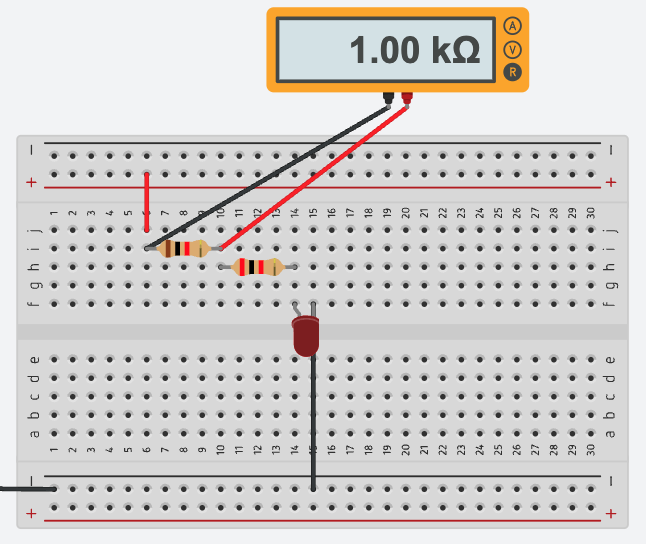 1.00 kΩ
A
V
R
− −
+ +
1 2 3 4 5 6 7 8 9 10 11 12 13 14 15 16 17 18 19 20 21 22 23 24 25 26 27 28 29 30
j j
i i
h h
g g
f f
e e
d d
c c
b b
a a
1 2 3 4 5 6 7 8 9 10 11 12 13 14 15 16 17 18 19 20 21 22 23 24 25 26 27 28 29 30
− −
+ +